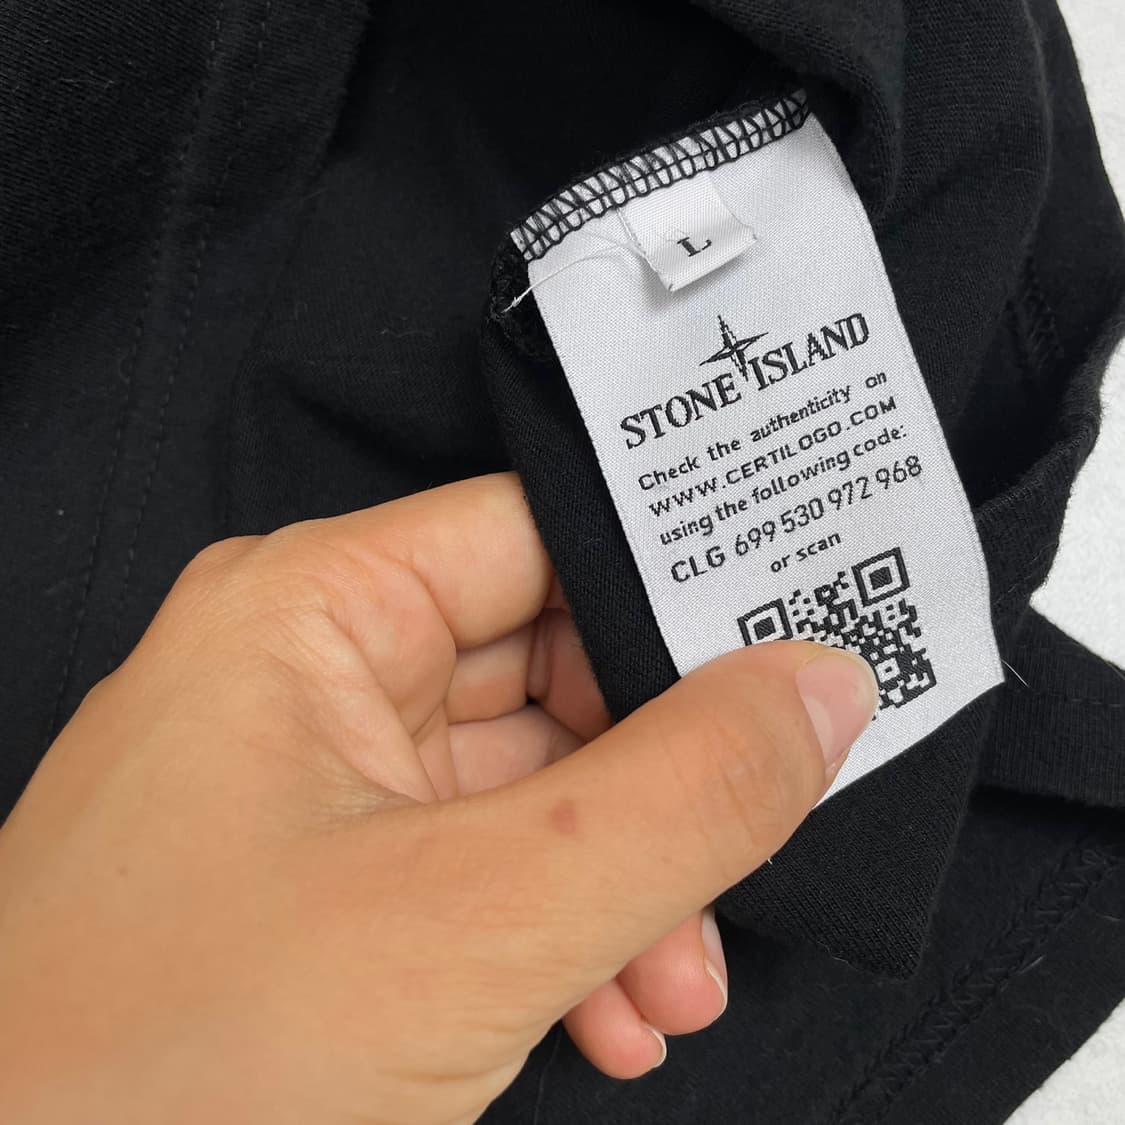 L
STONE ISLAND
Check the authenticity on
WWW.CERTILOGO.COM
using the following code:
CLG 699 530 972 968
or scan